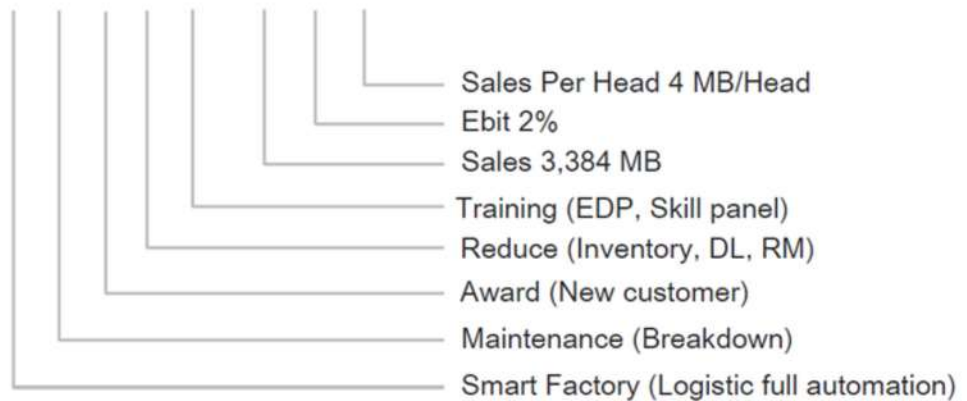 Sales Per Head 4 MB/Head
Ebit 2%
Sales 3,384 MB
Training (EDP, Skill panel)
Reduce (Inventory, DL, RM)
Award (New customer)
Maintenance (Breakdown)
Smart Factory (Logistic full automation)